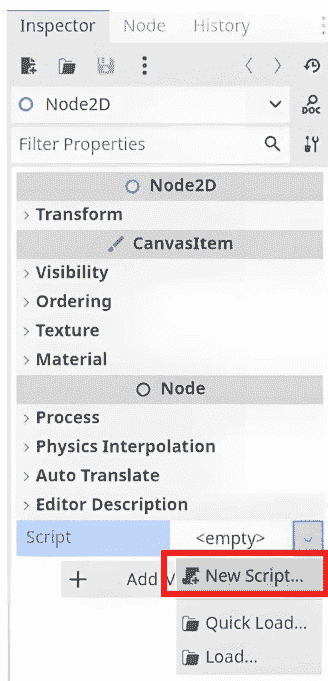 Inspector Node History
Node2D DOC
Filter Properties
Node2D
Transform
CanvasItem
Visibility
Ordering
Texture
Material
Node
Process
Physics Interpolation
Auto Translate
Editor Description
Script <empty>
Add
New Script...
Quick Load...
Load...